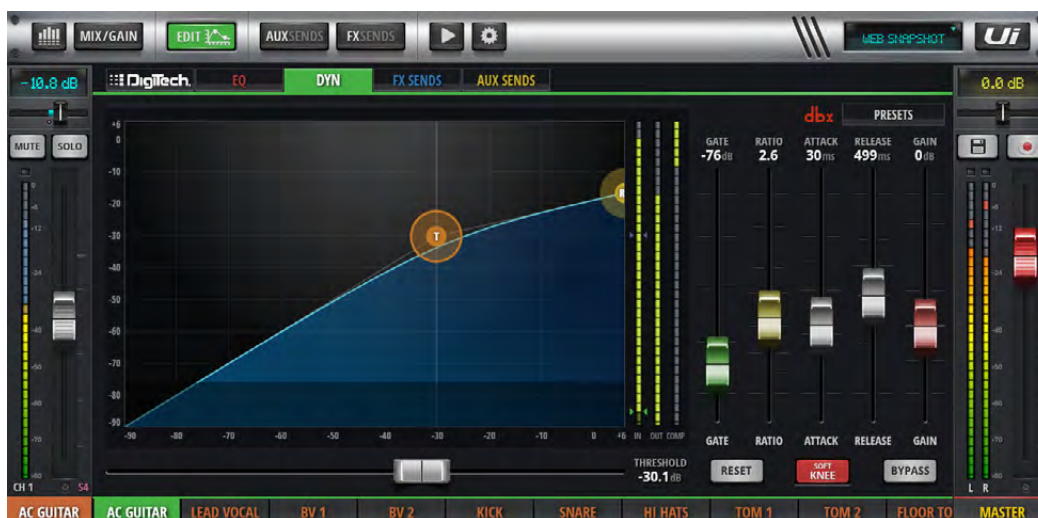 MIX/GAIN EDIT AUXSENDS FXSENDS WEB SNAPSHOT Ui
-10.8 dB DigiTech. EQ DYN FX SENDS AUX SENDS 0.0 dB
dbx PRESETS
GATE RATIO ATTACK RELEASE GAIN
-76dB 2.6 30ms 499ms 0dB
MUTE SOLO
+6
0
-10
-20
-30
-40
-50
-60
-70
-80
-90
T
R
-90 -80 -70 -60 -50 -40 -30 -20 -10 0 +6
IN OUT COMP
GATE RATIO ATTACK RELEASE GAIN
THRESHOLD
-30.1dB
RESET SOFT KNEE BYPASS
CH 1 S4 L R
AC GUITAR AC GUITAR LEAD VOCAL BV 1 BV 2 KICK SNARE HI HATS TOM 1 TOM 2 FLOOR TO MASTER